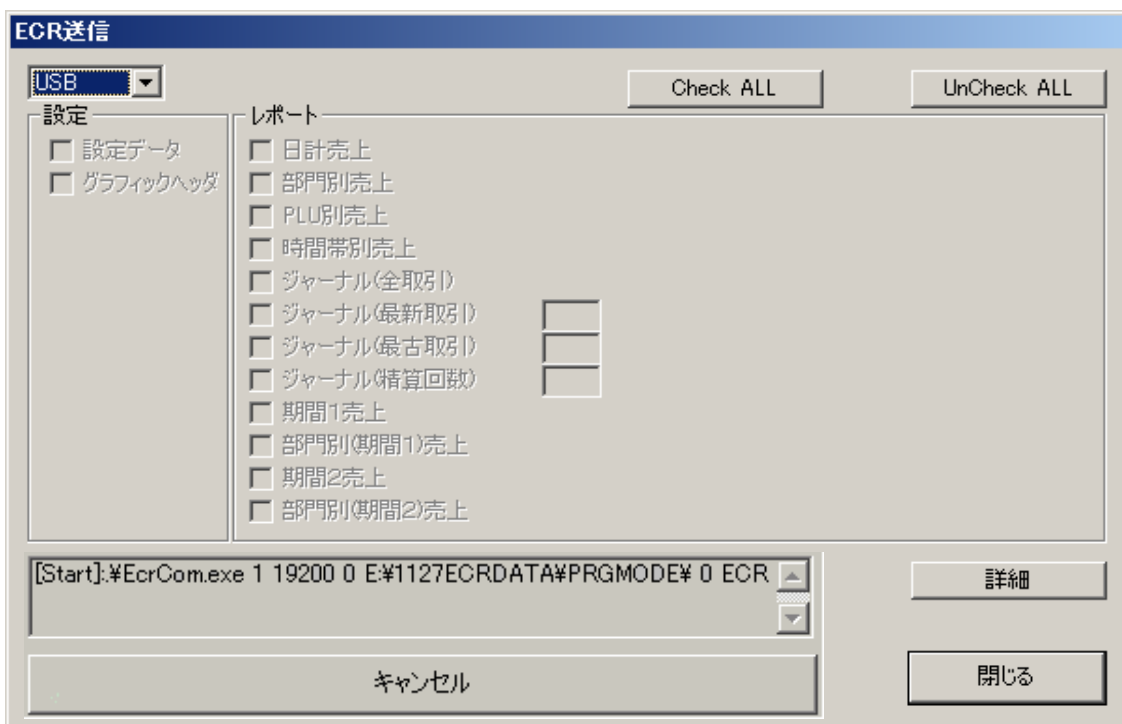 ECR送信
USB
Check ALL
UnCheck ALL
設定
設定データ
グラフィックヘッダ
レポート
日計売上
部門別売上
PLU別売上
時間帯別売上
ジャーナル(全取引)
ジャーナル(最新取引)
ジャーナル(最古取引)
ジャーナル(精算回数)
期間1売上
部門別(期間1)売上
期間2売上
部門別(期間2)売上
[Start]:.¥EcrCom.exe 1 19200 0 E:¥1127ECRDATA¥PRGMODE¥ 0 ECR
詳細
キャンセル
閉じる